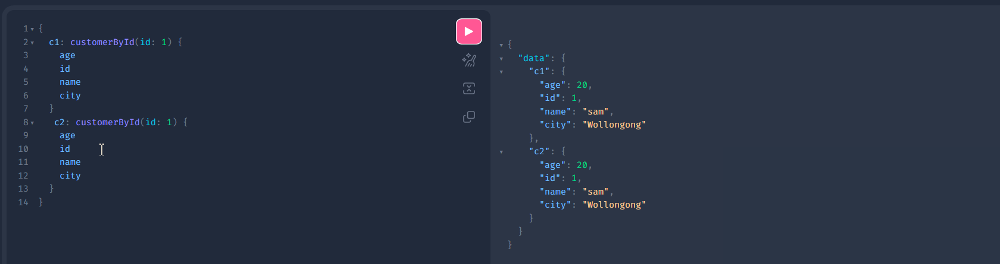 1 {
2 c1: customerById(id: 1) {
3 age
4 id
5 name
6 city
7 }
8 c2: customerById(id: 1) {
9 age
10 id
11 name
12 city
13 }
14 }
{
"data": {
"c1": {
"age": 20,
"id": 1,
"name": "sam",
"city": "Wollongong"
},
"c2": {
"age": 20,
"id": 1,
"name": "sam",
"city": "Wollongong"
}
}
}